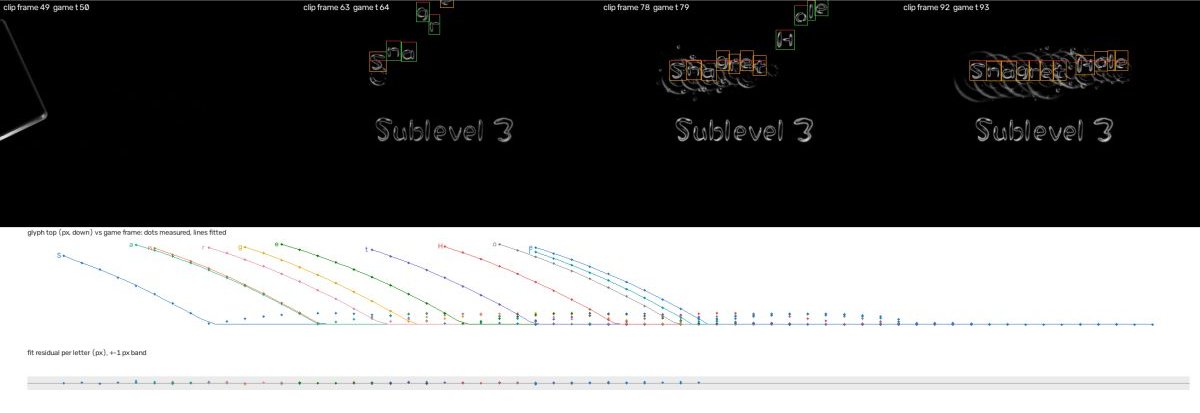 clip frame 49 game t 50
clip frame 63 game t 64
clip frame 78 game t 79
clip frame 92 game t 93
S n a g r
S n a g r e t H o l e
S n a g r e t H o l e
Sublevel 3
Sublevel 3
Sublevel 3
glyph top (px, down) vs game frame: dots measured, lines fitted
S a n r g e t H o l e
fit residual per letter (px), +-1 px band